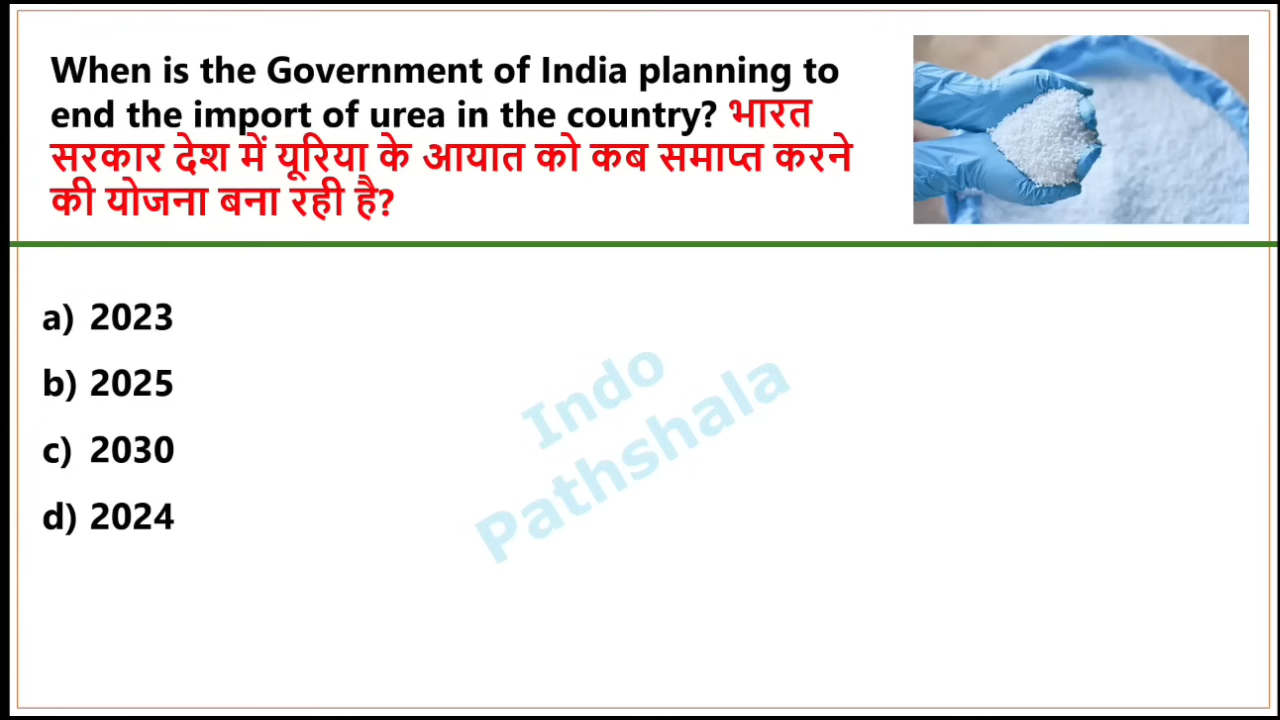 When is the Government of India planning to
end the import of urea in the country? भारत
सरकार देश में यूरिया के आयात को कब समाप्त करने
की योजना बना रही है?
a) 2023
b) 2025
c) 2030
d) 2024
Indo
Pathshala